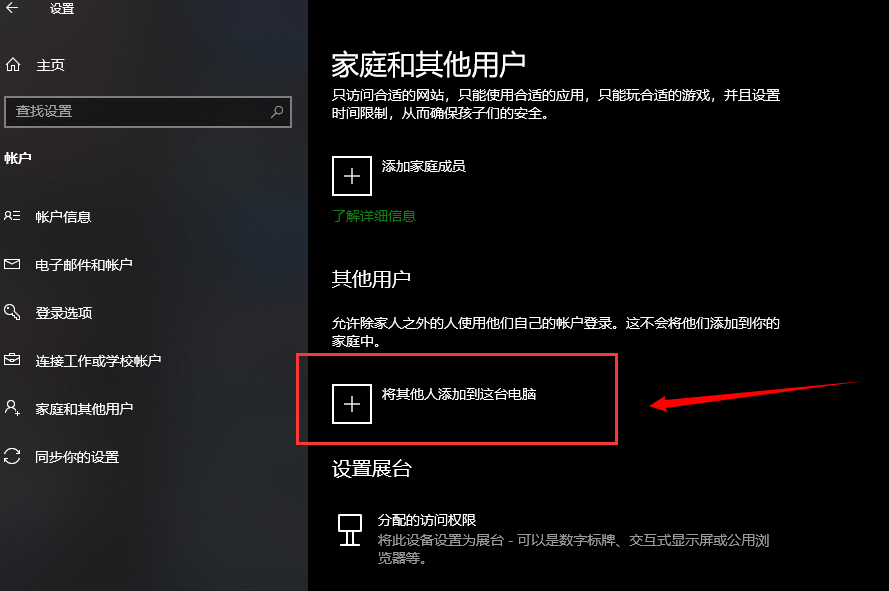 设置
主页
查找设置
帐户
帐户信息
电子邮件和帐户
登录选项
连接工作或学校帐户
家庭和其他用户
同步你的设置
家庭和其他用户
只访问合适的网站，只能使用合适的应用，只能玩合适的游戏，并且设置
时间限制，从而确保孩子们的安全。
添加家庭成员
了解详细信息
其他用户
允许除家人之外的人使用他们自己的帐户登录。这不会将他们添加到你的
家庭中。
将其他人添加到这台电脑
设置展台
分配的访问权限
将此设备设置为展台 - 可以是数字标牌、交互式显示屏或公用浏
览器等。